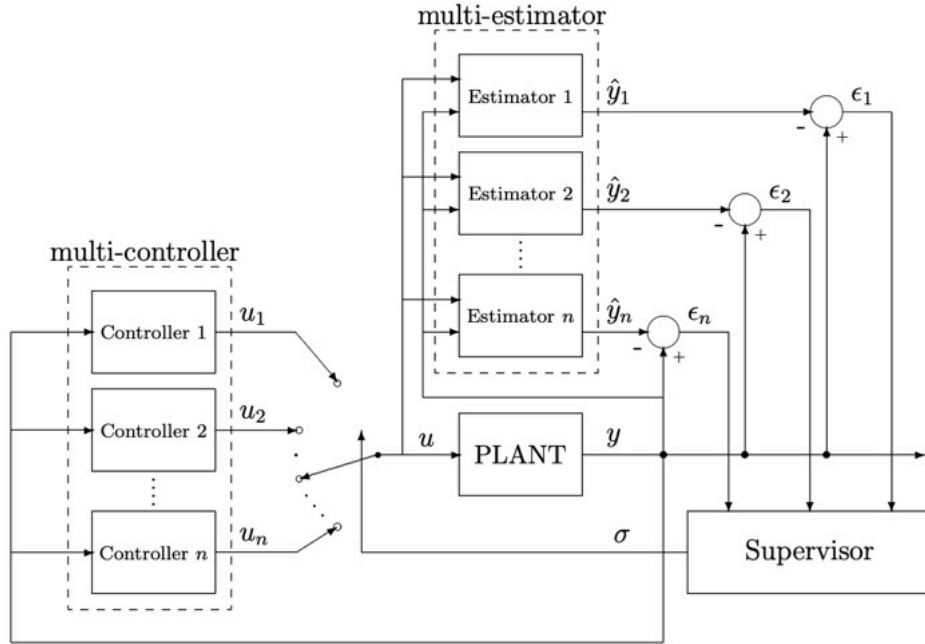 multi-estimator
Estimator 1
ŷ₁
ϵ₁
-
+
Estimator 2
ŷ₂
ϵ₂
-
+
multi-controller
Estimator n
ŷₙ
ϵₙ
-
+
Controller 1
u₁
Controller 2
u₂
u
PLANT
y
Controller n
uₙ
σ
Supervisor